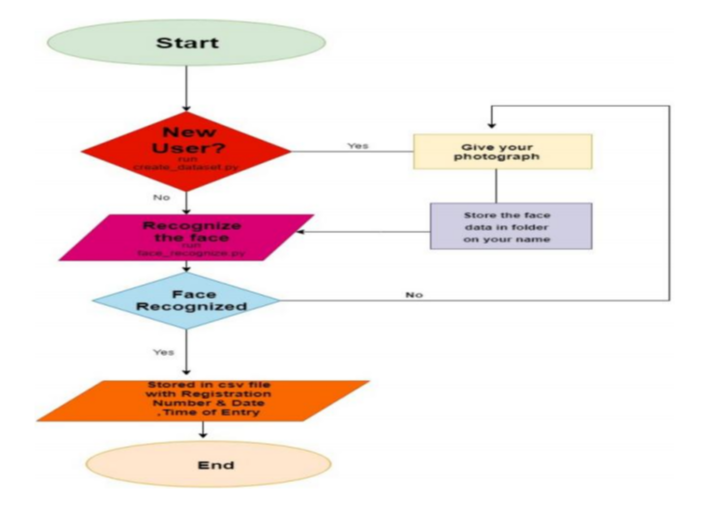 Start
New
User?
run
create_dataset.py
Yes
Give your
photograph
No
Store the face
data in folder
on your name
Recognize
the face
run
face_recognize.py
Face
Recognized
No
Yes
Stored in csv file
with Registration
Number & Date
,Time of Entry
End